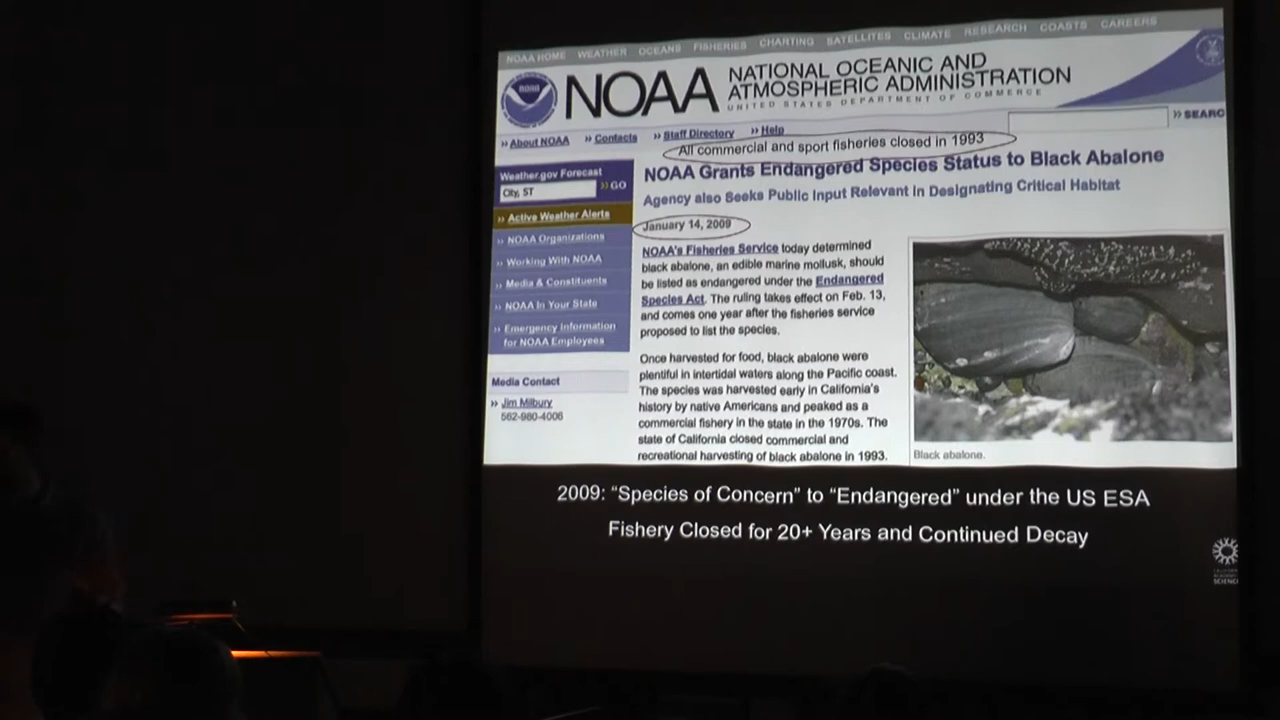 NOAA HOME WEATHER OCEANS FISHERIES CHARTING SATELLITES CLIMATE RESEARCH COASTS CAREERS
NOAA
NATIONAL OCEANIC AND
ATMOSPHERIC ADMINISTRATION
UNITED STATES DEPARTMENT OF COMMERCE
» About NOAA » Contacts » Staff Directory » Help
» SEARC
All commercial and sport fisheries closed in 1993
NOAA Grants Endangered Species Status to Black Abalone
Agency also Seeks Public Input Relevant in Designating Critical Habitat
Weather.gov Forecast
City, ST » GO
» Active Weather Alerts
» NOAA Organizations
» Working With NOAA
» Media & Constituents
» NOAA In Your State
» Emergency Information
for NOAA Employees
Media Contact
» Jim Milbury
562-980-4006
January 14, 2009
NOAA's Fisheries Service today determined
black abalone, an edible marine mollusk, should
be listed as endangered under the Endangered
Species Act. The ruling takes effect on Feb. 13,
and comes one year after the fisheries service
proposed to list the species.
Once harvested for food, black abalone were
plentiful in intertidal waters along the Pacific coast.
The species was harvested early in California's
history by native Americans and peaked as a
commercial fishery in the state in the 1970s. The
state of California closed commercial and
recreational harvesting of black abalone in 1993.
Black abalone.
2009: “Species of Concern” to “Endangered” under the US ESA
Fishery Closed for 20+ Years and Continued Decay